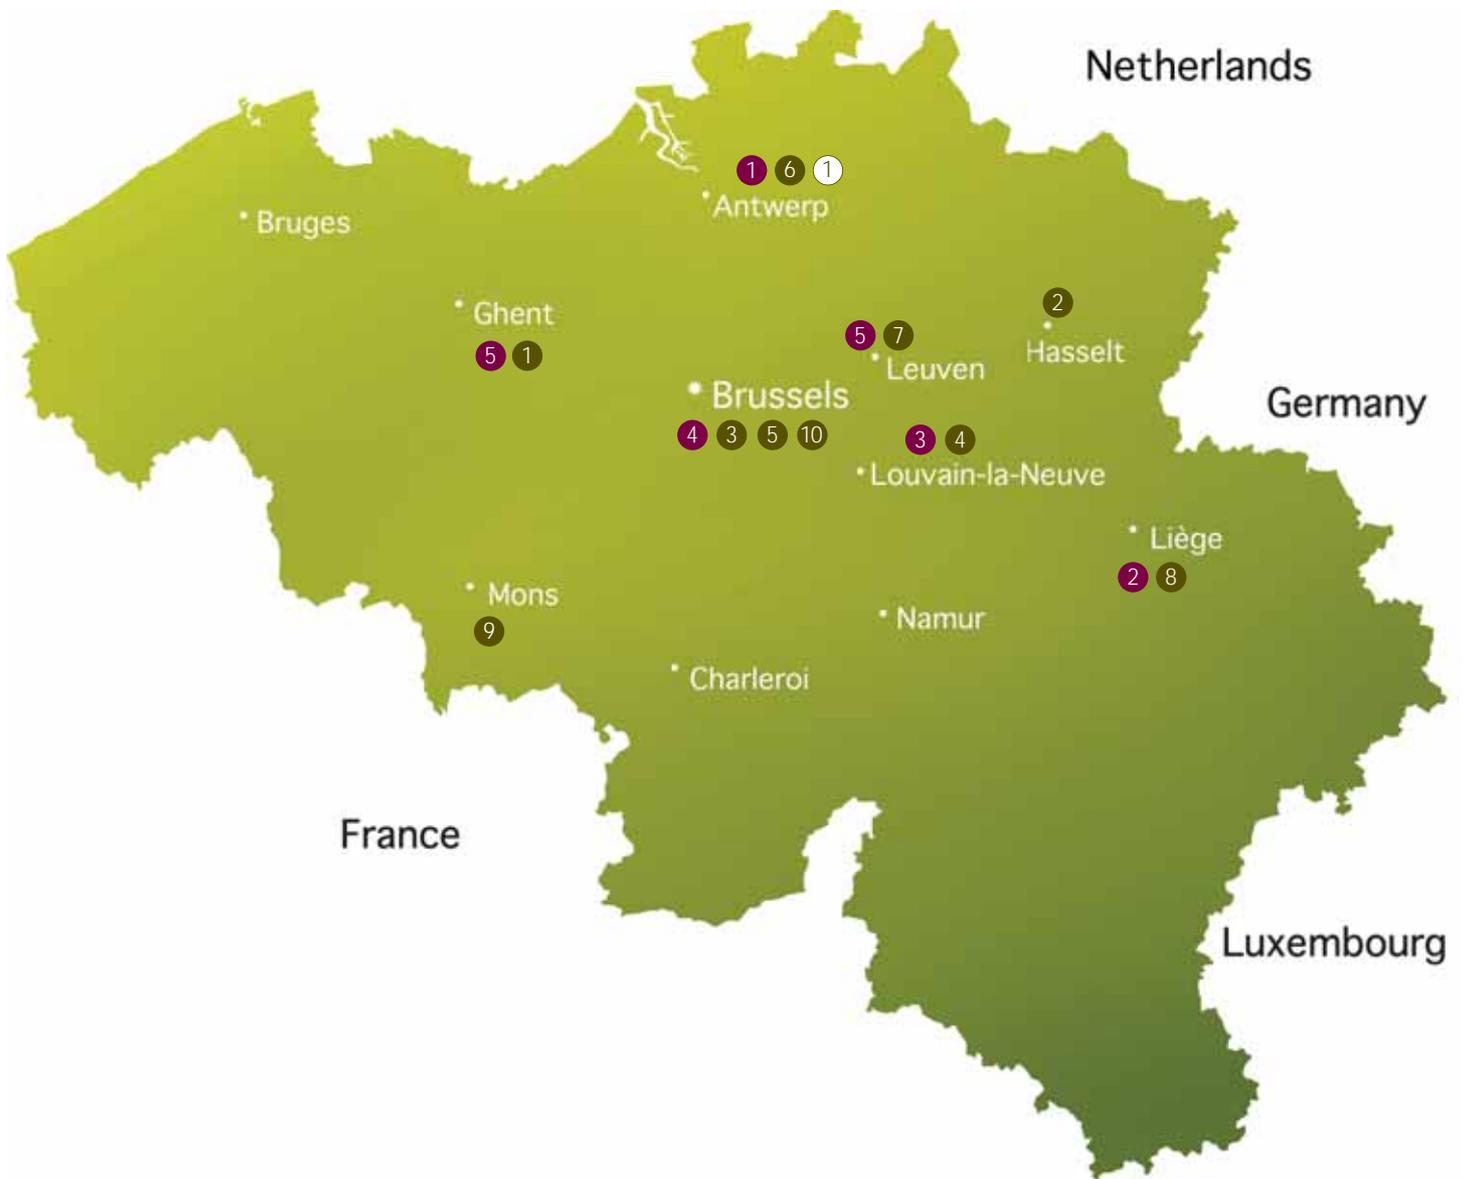 Netherlands
1 6 1
Antwerp
Bruges
2
Ghent
5 7
Hasselt
5 1
Leuven
Brussels
Germany
4 3 5 10
3 4
Louvain-la-Neuve
Liège
2 8
Mons
Namur
9
Charleroi
France
Luxembourg